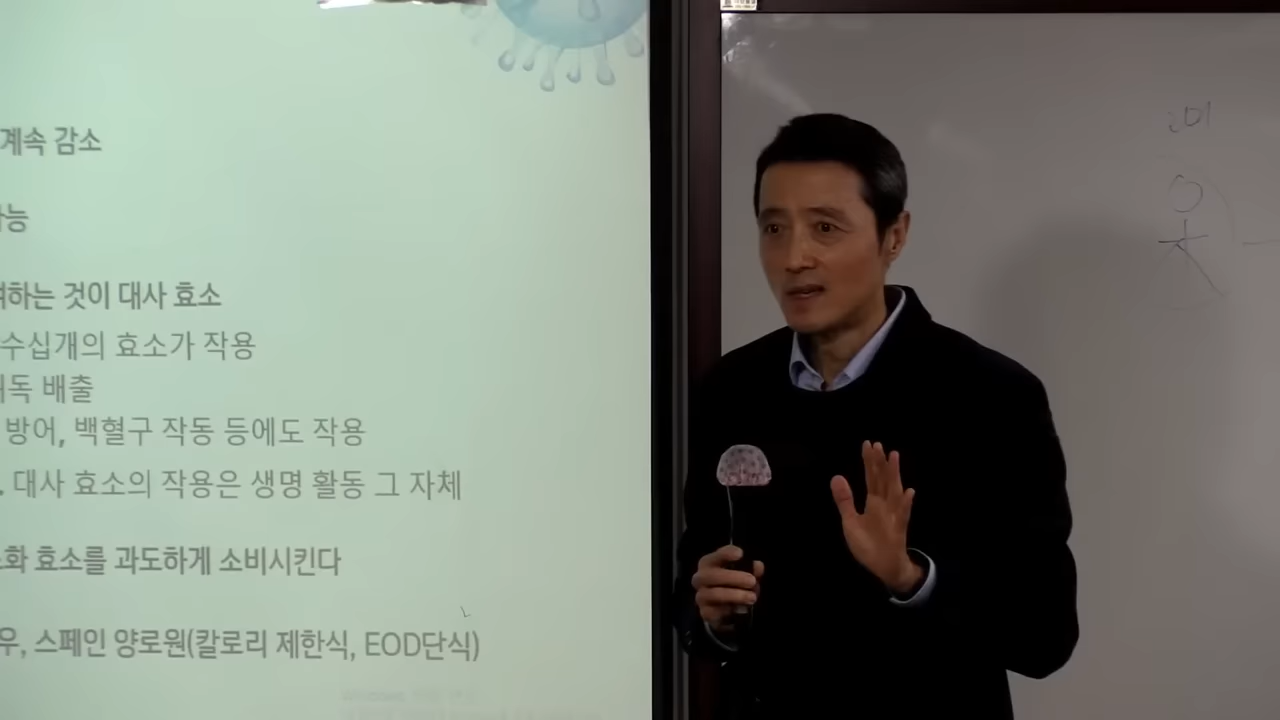 계속 감소
능
하는 것이 대사 효소
수십개의 효소가 작용
독 배출
방어, 백혈구 작동 등에도 작용
. 대사 효소의 작용은 생명 활동 그 자체
화 효소를 과도하게 소비시킨다
우, 스페인 양로원(칼로리 제한식, EOD단식)